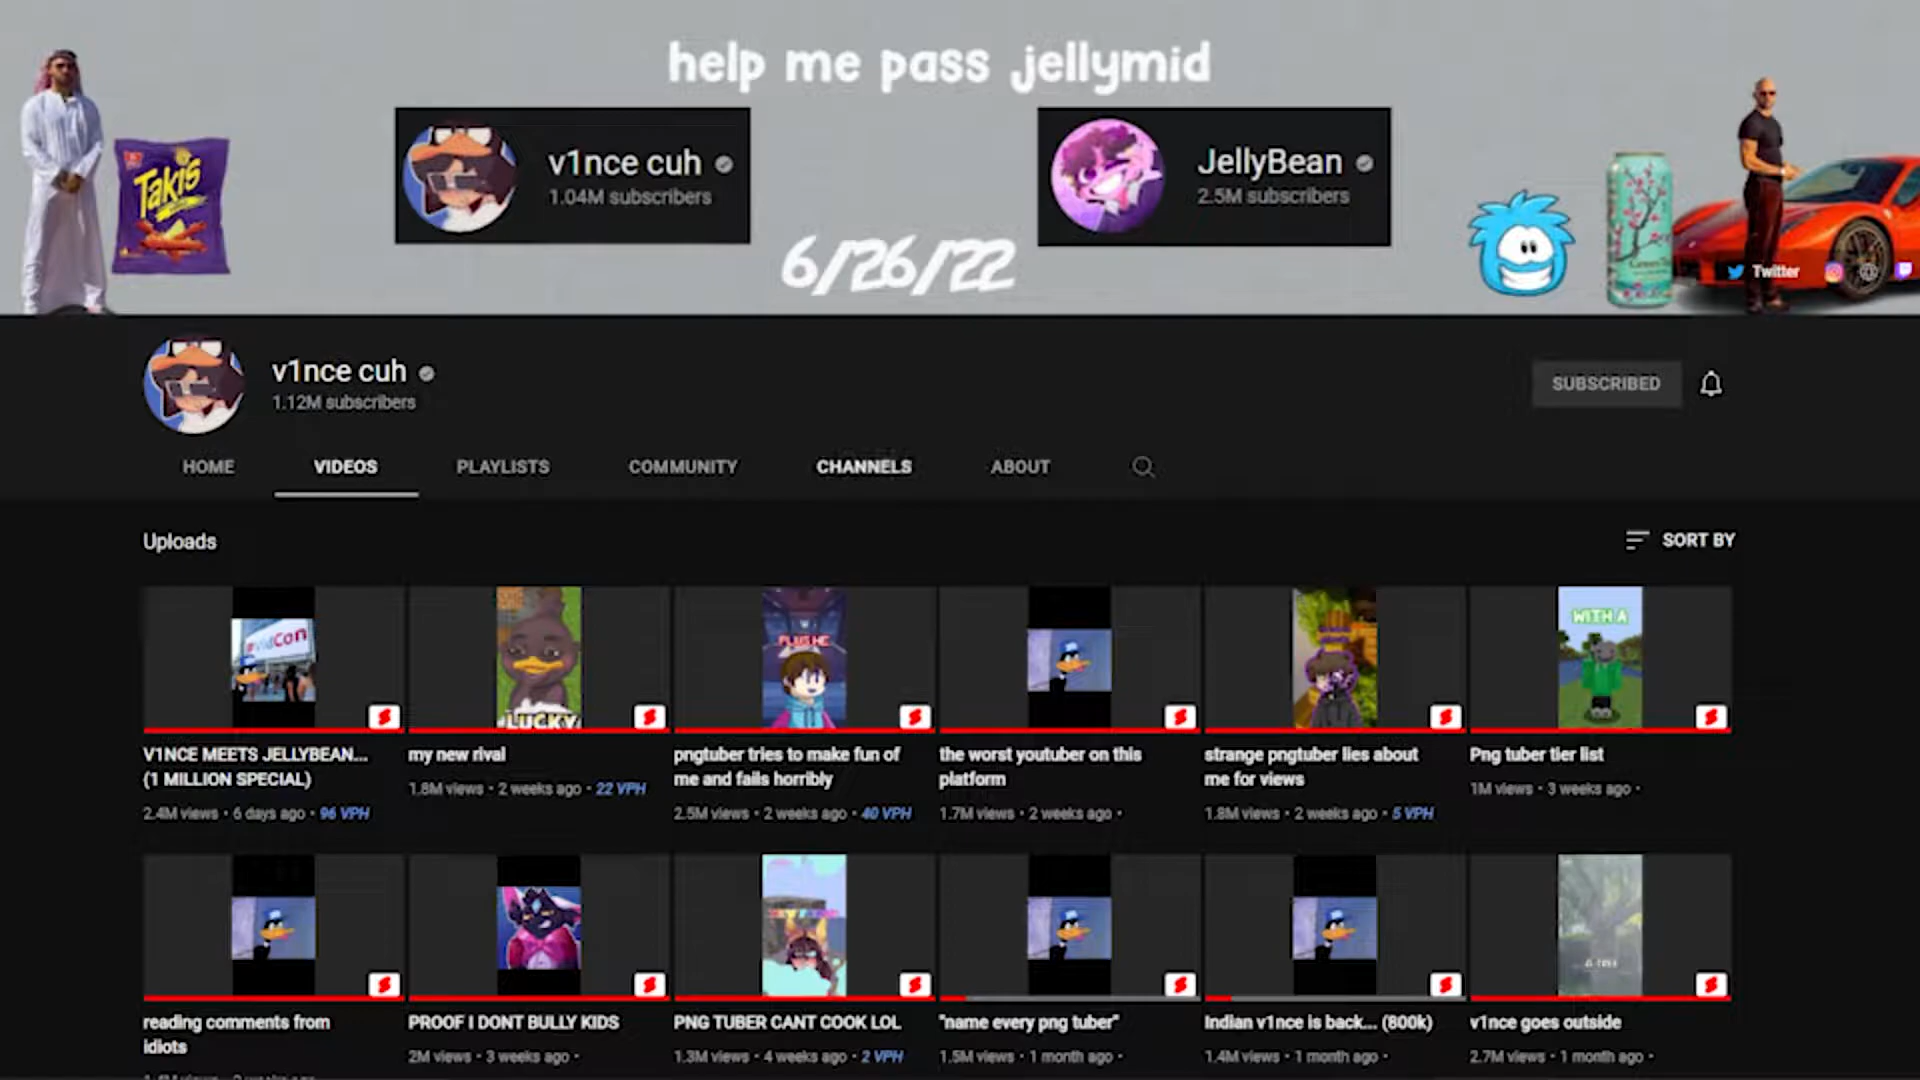 help me pass jellymid
Takis
v1nce cuh
1.04M subscribers
JellyBean
2.5M subscribers
6/26/22
Twitter
v1nce cuh
1.12M subscribers
SUBSCRIBED
HOME
VIDEOS
PLAYLISTS
COMMUNITY
CHANNELS
ABOUT
Uploads
SORT BY
VidCon
LUCKY
PLUS HE
WITH A
V1NCE MEETS JELLYBEAN...
(1 MILLION SPECIAL)
2.4M views • 6 days ago • 96 VPH
my new rival
1.8M views • 2 weeks ago • 22 VPH
pngtuber tries to make fun of
me and fails horribly
2.5M views • 2 weeks ago • 40 VPH
the worst youtuber on this
platform
1.7M views • 2 weeks ago •
strange pngtuber lies about
me for views
1.8M views • 2 weeks ago • 5 VPH
Png tuber tier list
1M views • 3 weeks ago •
reading comments from
idiots
PROOF I DONT BULLY KIDS
2M views • 3 weeks ago •
PNG TUBER CANT COOK LOL
1.3M views • 4 weeks ago • 2 VPH
"name every png tuber"
1.5M views • 1 month ago •
Indian v1nce is back... (800k)
1.4M views • 1 month ago •
v1nce goes outside
2.7M views • 1 month ago •